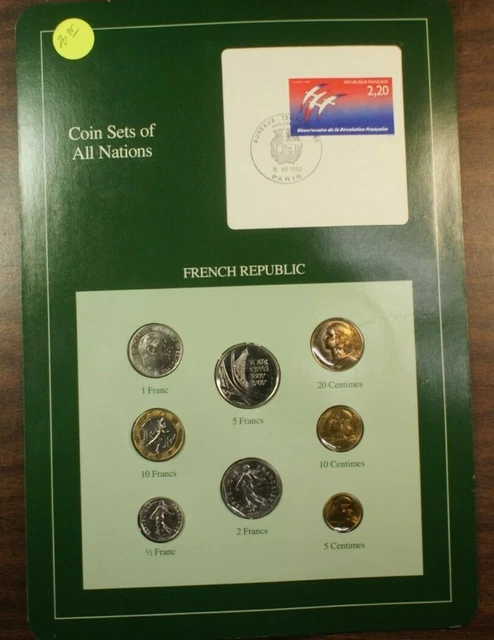 Coin Sets of
All Nations
RÉPUBLIQUE FRANÇAISE
2,20
Bicentenaire de la Révolution Française
PARIS
FRENCH REPUBLIC
1 Franc
5 Francs
20 Centimes
10 Francs
10 Centimes
2 Francs
½ Franc
5 Centimes